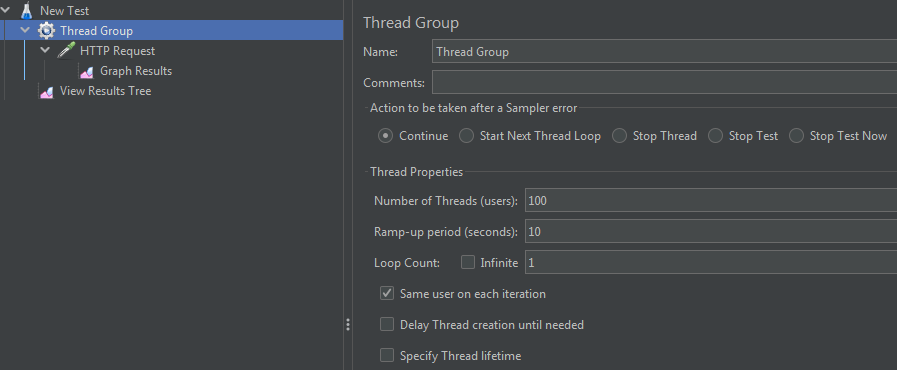 New Test
Thread Group
HTTP Request
Graph Results
View Results Tree
Thread Group
Name: Thread Group
Comments:
Action to be taken after a Sampler error
Continue Start Next Thread Loop Stop Thread Stop Test Stop Test Now
Thread Properties
Number of Threads (users): 100
Ramp-up period (seconds): 10
Loop Count: Infinite 1
Same user on each iteration
Delay Thread creation until needed
Specify Thread lifetime